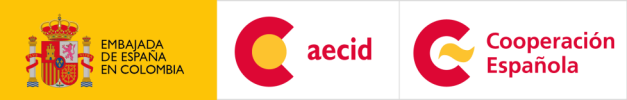 EMBAJADA
DE ESPAÑA
EN COLOMBIA
aecid
Cooperación
Española